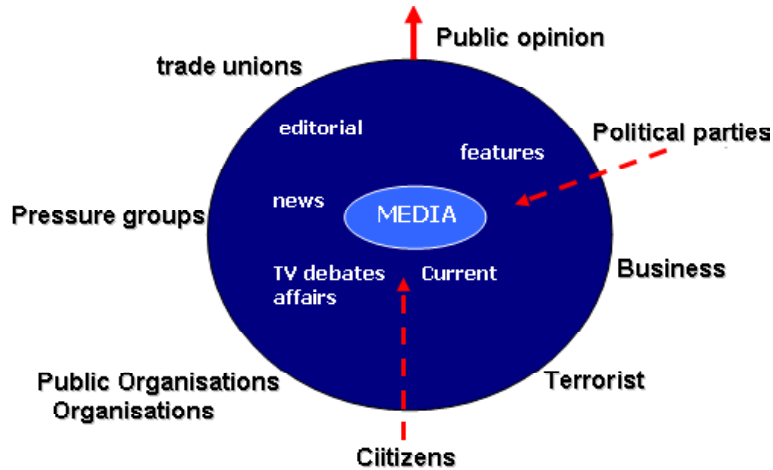 Public opinion
trade unions
editorial
Political parties
features
news
MEDIA
Pressure groups
TV debates Current
affairs
Business
Public Organisations
Organisations
Terrorist
Ciitizens